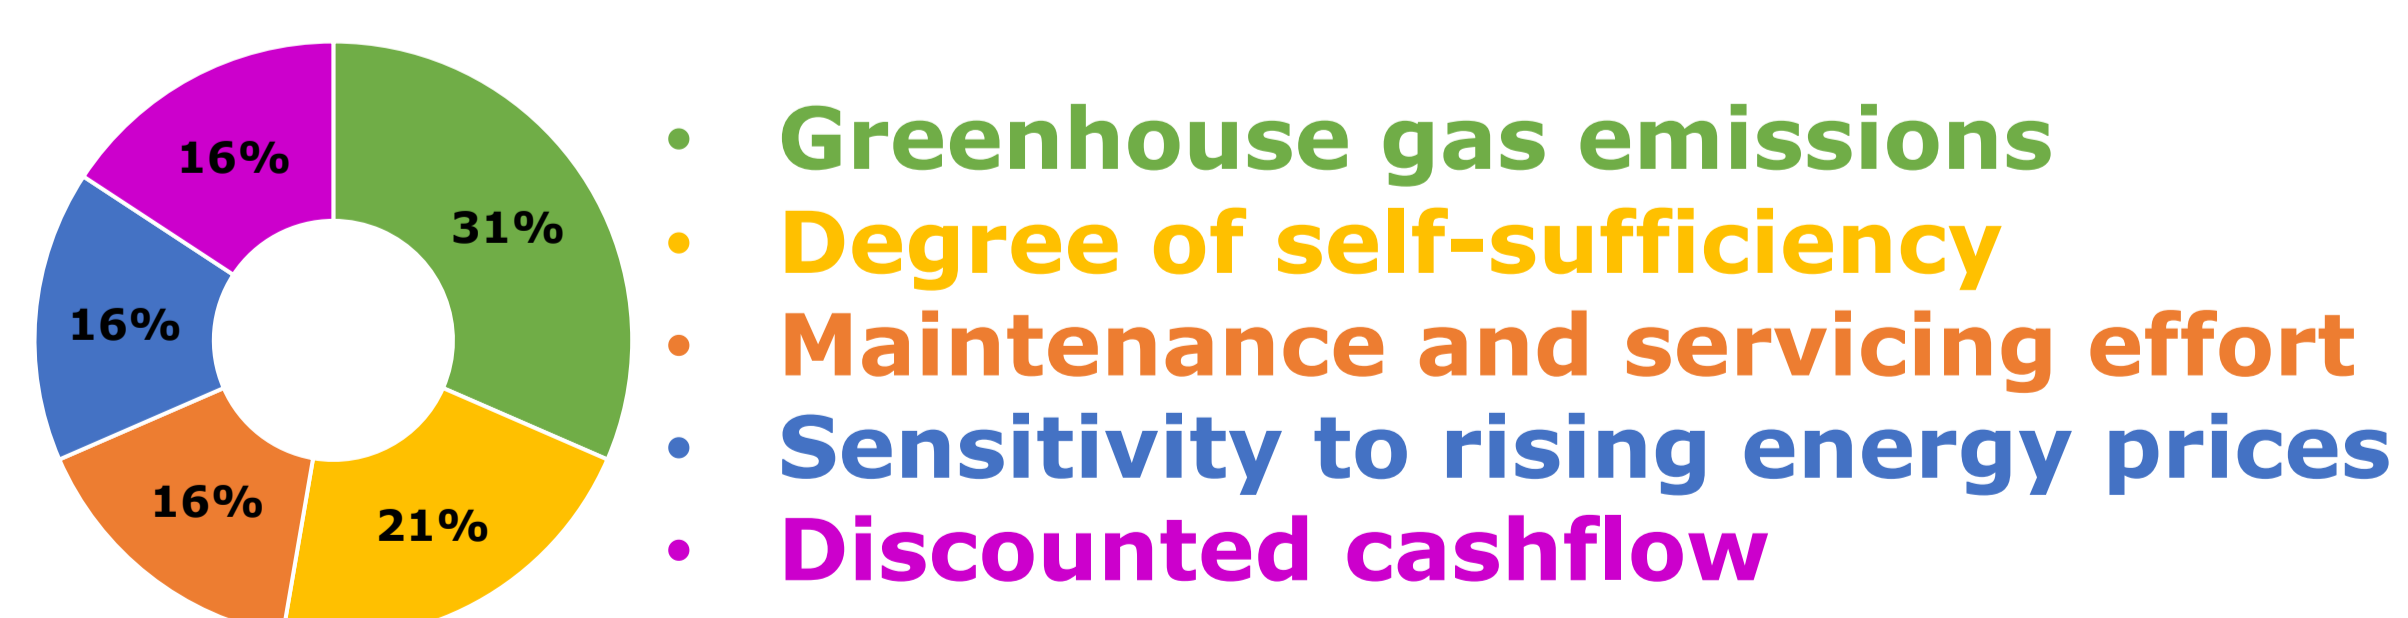 16%
31%
16%
16%
21%
• Greenhouse gas emissions
• Degree of self-sufficiency
• Maintenance and servicing effort
• Sensitivity to rising energy prices
• Discounted cashflow